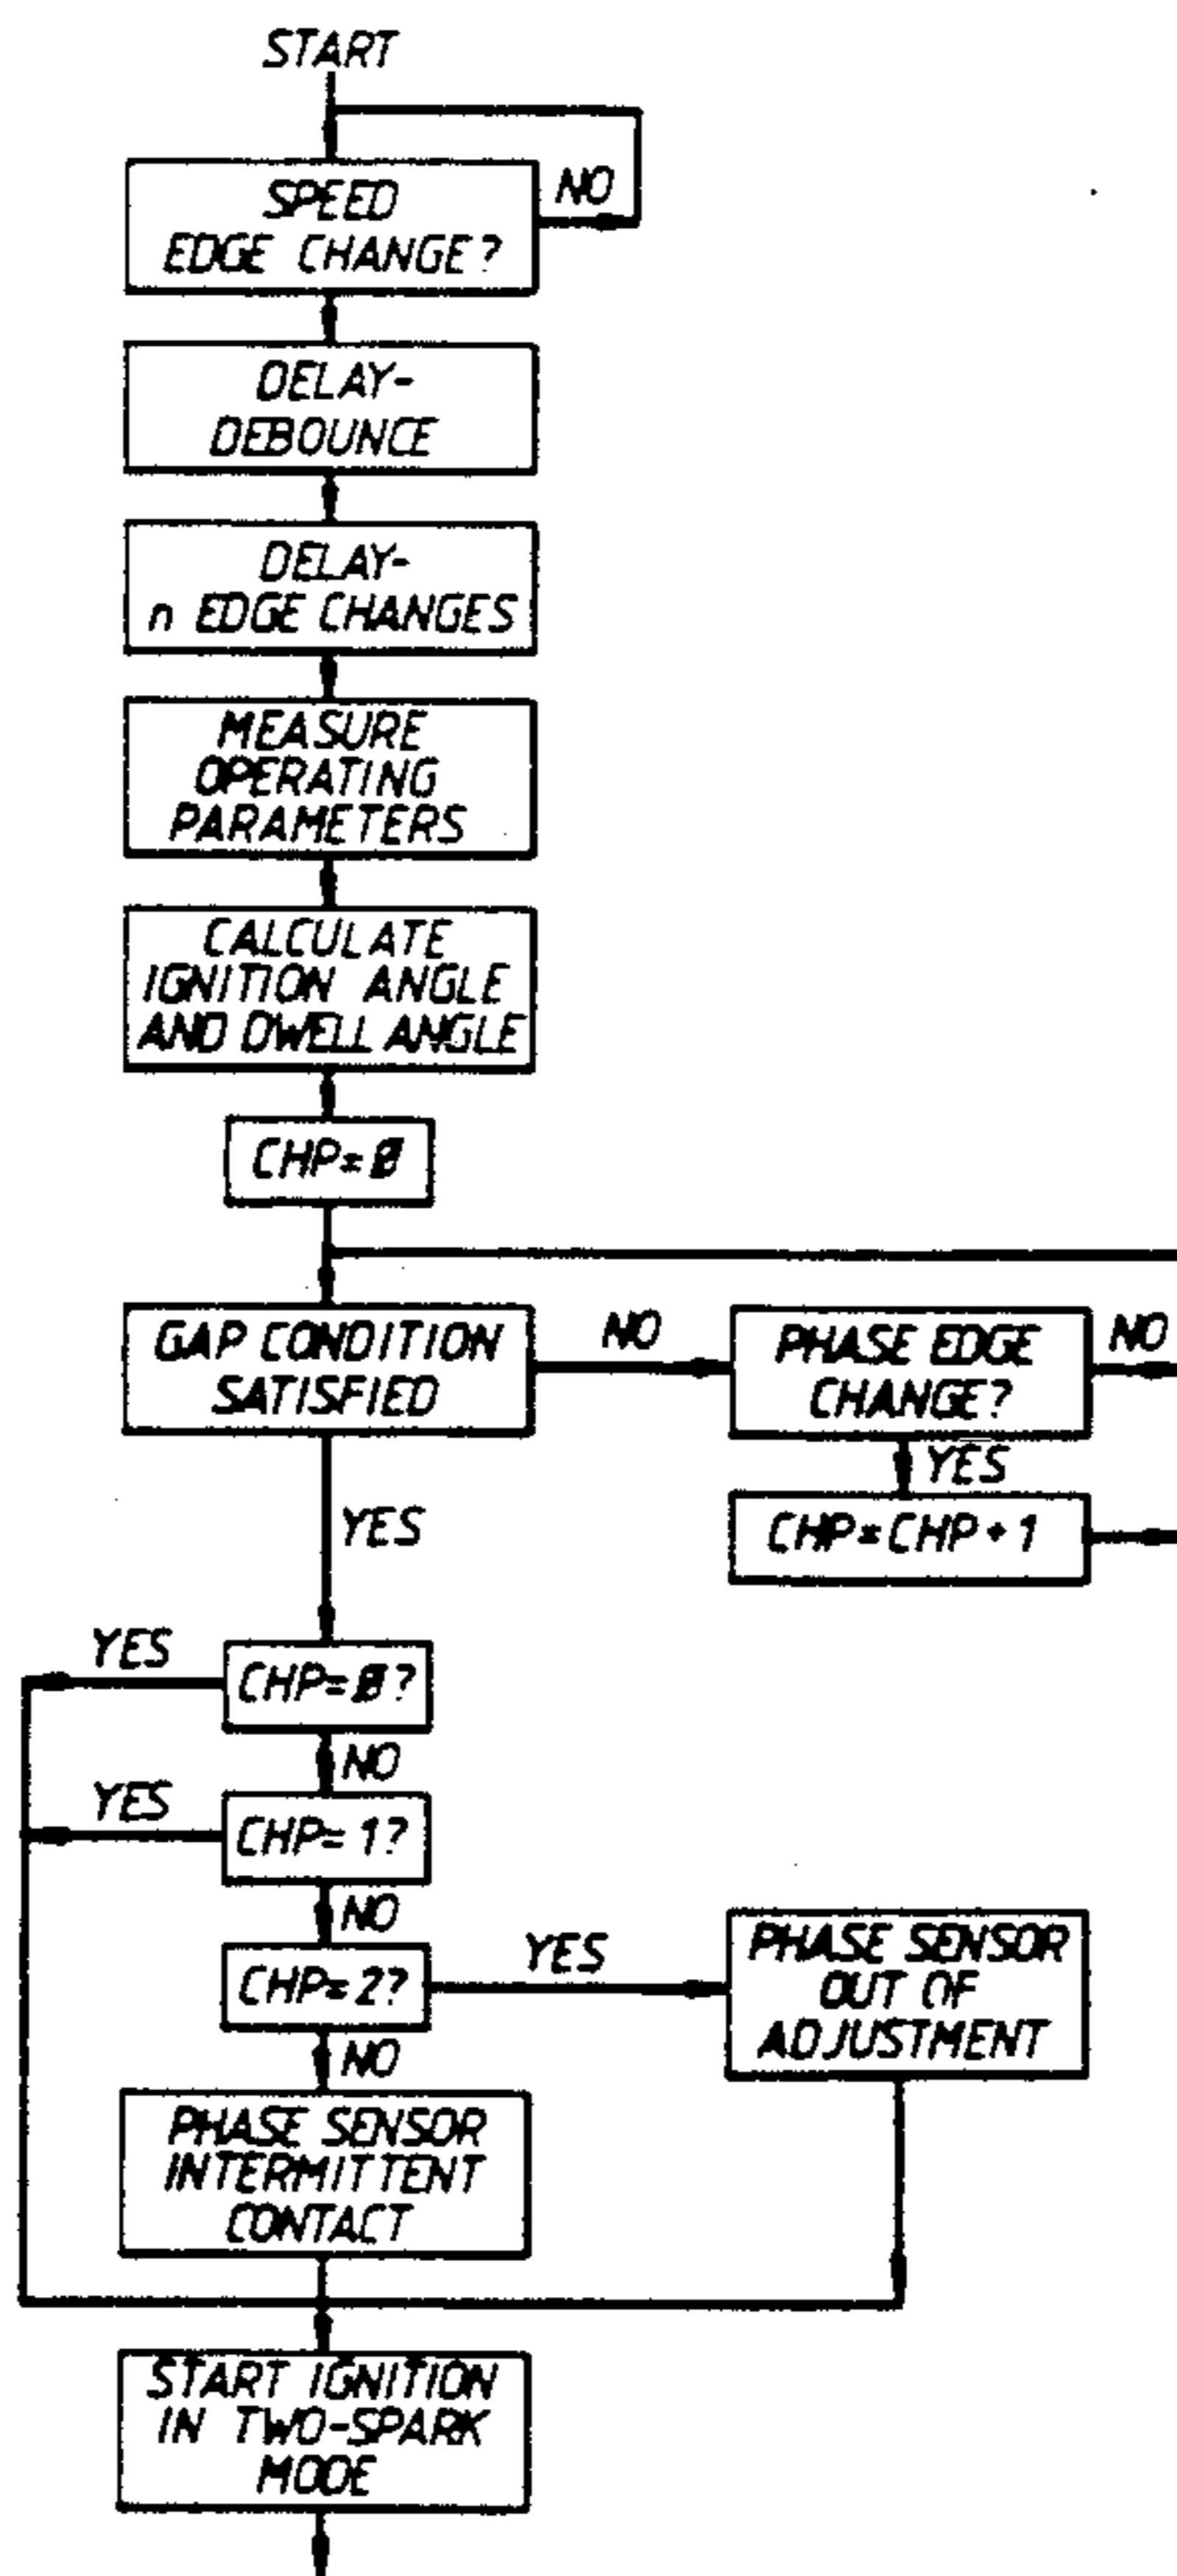 START
NO
SPEED
EDGE CHANGE?
DELAY-
DEBOUNCE
DELAY-
n EDGE CHANGES
MEASURE
OPERATING
PARAMETERS
CALCULATE
IGNITION ANGLE
AND DWELL ANGLE
CHP=Ø
GAP CONDITION
SATISFIED
NO
PHASE EDGE
CHANGE?
NO
YES
CHP=CHP+1
YES
YES
CHP=Ø?
NO
YES
CHP=1?
NO
CHP=2?
YES
PHASE SENSOR
OUT OF
ADJUSTMENT
NO
PHASE SENSOR
INTERMITTENT
CONTACT
START IGNITION
IN TWO-SPARK
MODE